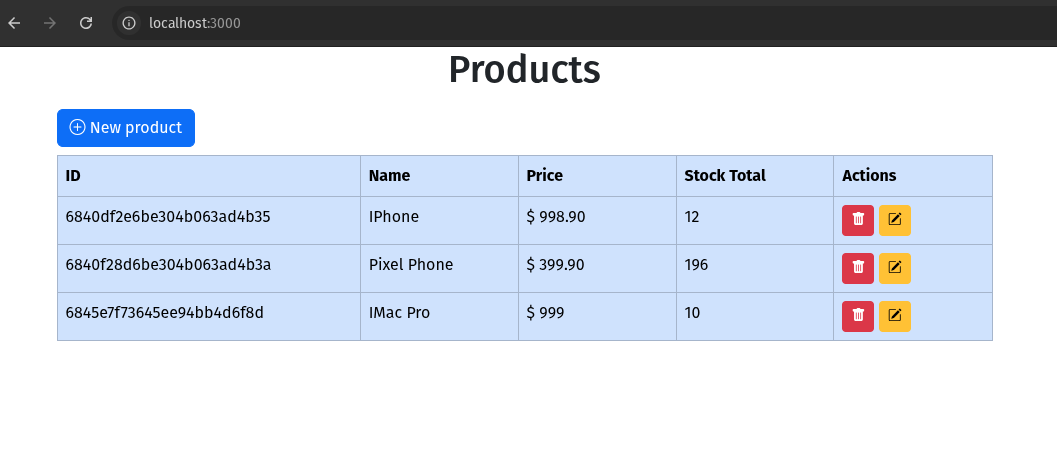 localhost:3000
Products
New product
ID Name Price Stock Total Actions
6840df2e6be304b063ad4b35 IPhone $ 998.90 12
6840f28d6be304b063ad4b3a Pixel Phone $ 399.90 196
6845e7f73645ee94bb4d6f8d IMac Pro $ 999 10